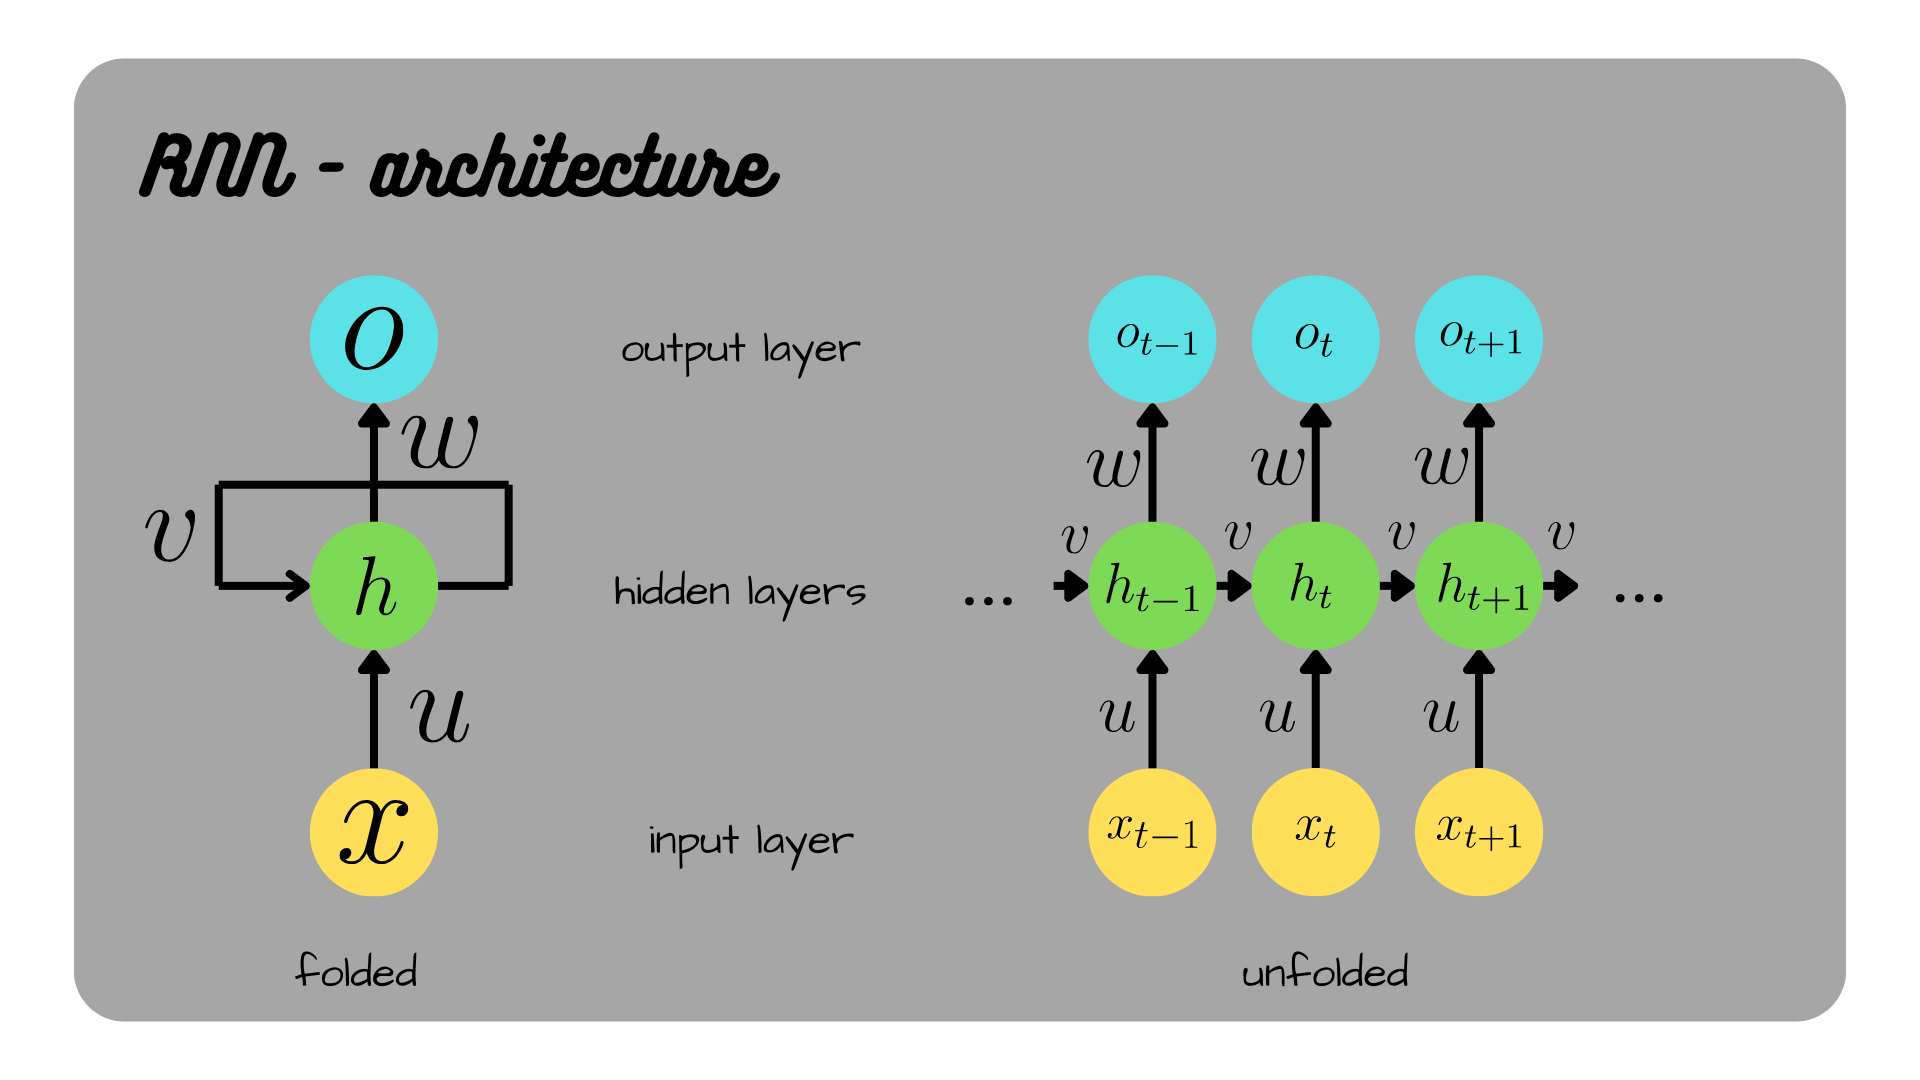 RNN - architecture
o
output layer
o_{t-1} o_t o_{t+1}
w
w w w
v
v v v v
h
hidden layers
... h_{t-1} h_t h_{t+1} ...
u
u u u
x
input layer
x_{t-1} x_t x_{t+1}
folded
unfolded